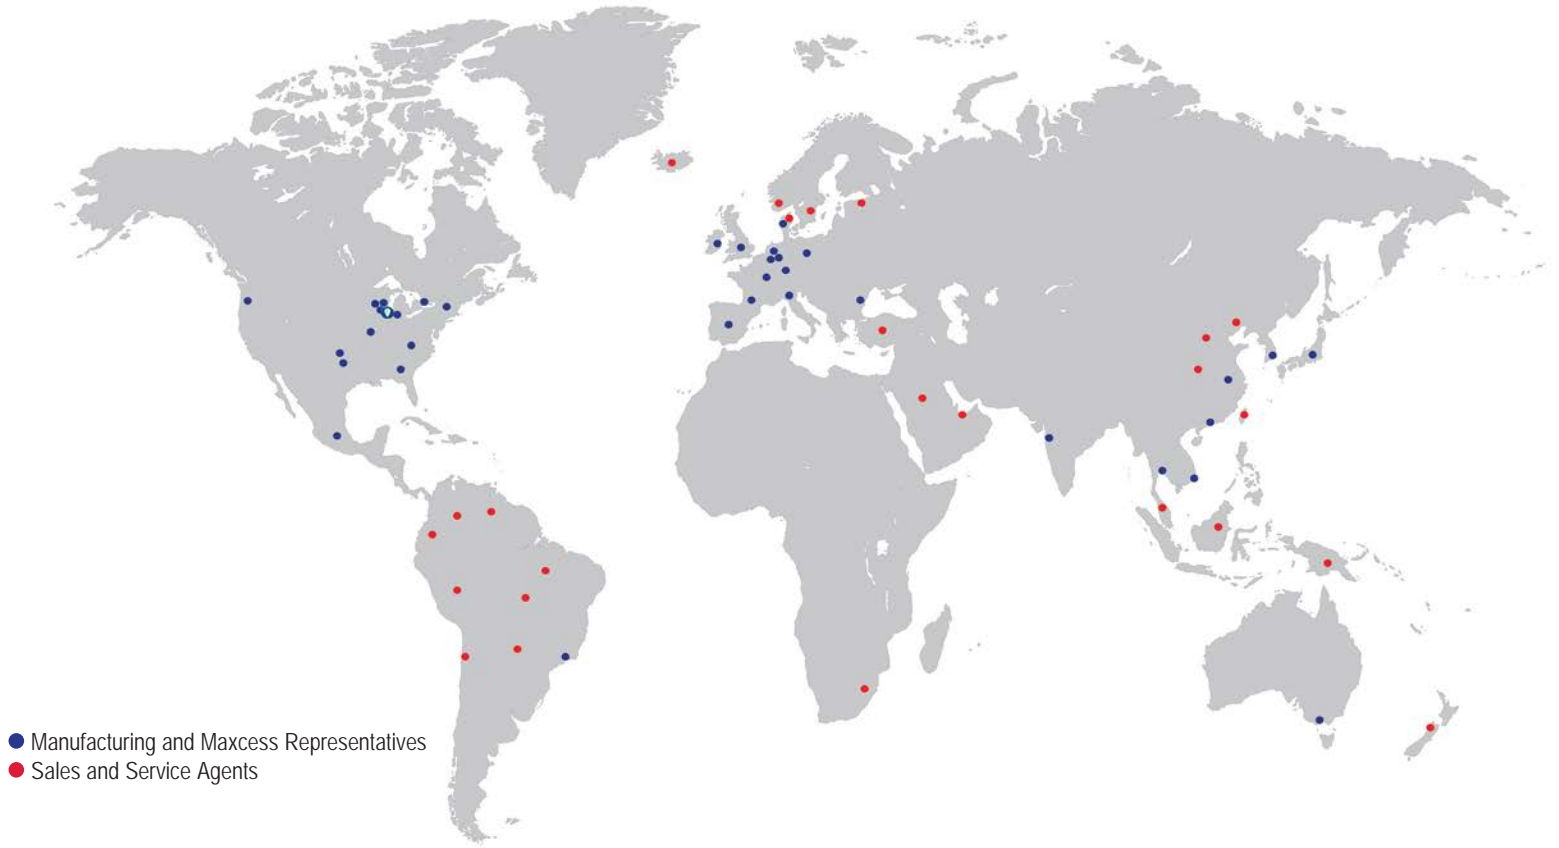 Manufacturing and Maxcess Representatives
Sales and Service Agents